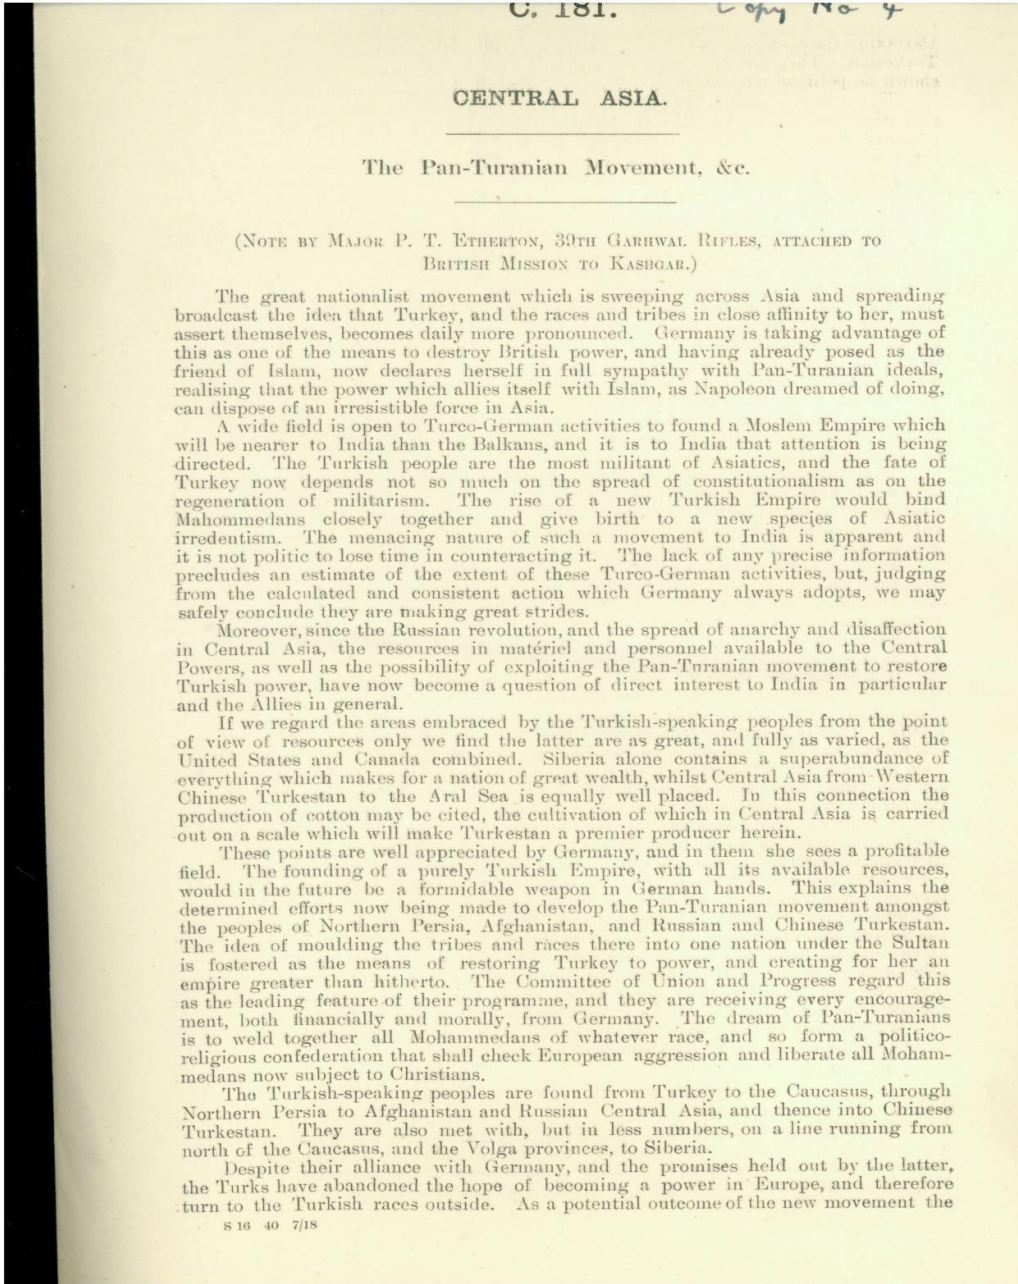 C. 181. Copy No 4
CENTRAL ASIA.
The Pan-Turanian Movement, &c.
(NOTE BY MAJOR P. T. ETHERTON, 39TH GARHWAL RIFLES, ATTACHED TO
BRITISH MISSION TO KASHGAR.)
The great nationalist movement which is sweeping across Asia and spreading
broadcast the idea that Turkey, and the races and tribes in close affinity to her, must
assert themselves, becomes daily more pronounced. Germany is taking advantage of
this as one of the means to destroy British power, and having already posed as the
friend of Islam, now declares herself in full sympathy with Pan-Turanian ideals,
realising that the power which allies itself with Islam, as Napoleon dreamed of doing,
can dispose of an irresistible force in Asia.
A wide field is open to Turco-German activities to found a Moslem Empire which
will be nearer to India than the Balkans, and it is to India that attention is being
directed. The Turkish people are the most militant of Asiatics, and the fate of
Turkey now depends not so much on the spread of constitutionalism as on the
regeneration of militarism. The rise of a new Turkish Empire would bind
Mahommedans closely together and give birth to a new species of Asiatic
irredentism. The menacing nature of such a movement to India is apparent and
it is not politic to lose time in counteracting it. The lack of any precise information
precludes an estimate of the extent of these Turco-German activities, but, judging
from the calculated and consistent action which Germany always adopts, we may
safely conclude they are making great strides.
Moreover, since the Russian revolution, and the spread of anarchy and disaffection
in Central Asia, the resources in matériel and personnel available to the Central
Powers, as well as the possibility of exploiting the Pan-Turanian movement to restore
Turkish power, have now become a question of direct interest to India in particular
and the Allies in general.
If we regard the areas embraced by the Turkish-speaking peoples from the point
of view of resources only we find the latter are as great, and fully as varied, as the
United States and Canada combined. Siberia alone contains a superabundance of
everything which makes for a nation of great wealth, whilst Central Asia from Western
Chinese Turkestan to the Aral Sea is equally well placed. In this connection the
production of cotton may be cited, the cultivation of which in Central Asia is carried
out on a scale which will make Turkestan a premier producer herein.
These points are well appreciated by Germany, and in them she sees a profitable
field. The founding of a purely Turkish Empire, with all its available resources,
would in the future be a formidable weapon in German hands. This explains the
determined efforts now being made to develop the Pan-Turanian movement amongst
the peoples of Northern Persia, Afghanistan, and Russian and Chinese Turkestan.
The idea of moulding the tribes and races there into one nation under the Sultan
is fostered as the means of restoring Turkey to power, and creating for her an
empire greater than hitherto. The Committee of Union and Progress regard this
as the leading feature of their programme, and they are receiving every encourage-
ment, both financially and morally, from Germany. The dream of Pan-Turanians
is to weld together all Mohammedans of whatever race, and so form a politico-
religious confederation that shall check European aggression and liberate all Moham-
medans now subject to Christians.
The Turkish-speaking peoples are found from Turkey to the Caucasus, through
Northern Persia to Afghanistan and Russian Central Asia, and thence into Chinese
Turkestan. They are also met with, but in less numbers, on a line running from
north of the Caucasus, and the Volga provinces, to Siberia.
Despite their alliance with Germany, and the promises held out by the latter,
the Turks have abandoned the hope of becoming a power in Europe, and therefore
turn to the Turkish races outside. As a potential outcome of the new movement the
S 16 40 7/18